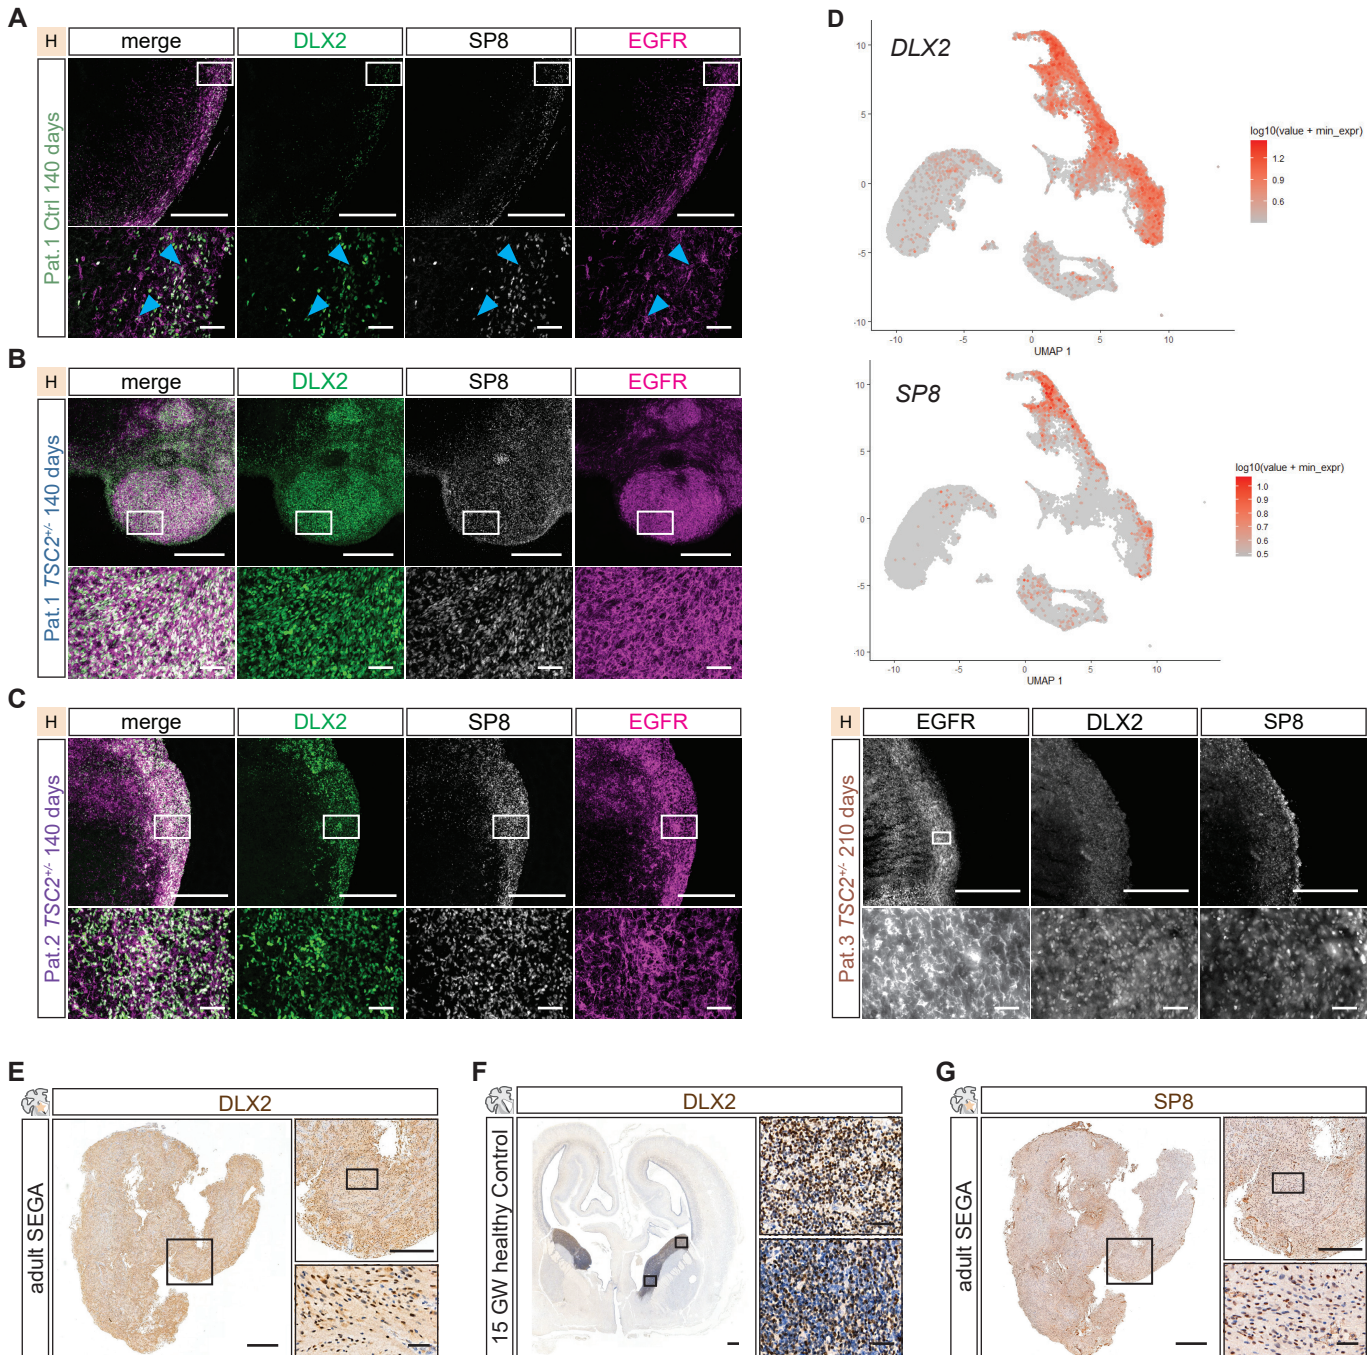 A
H
merge
DLX2
SP8
EGFR
Pat.1 Ctrl 140 days
B
H
merge
DLX2
SP8
EGFR
Pat.1 TSC2+/- 140 days
C
H
merge
DLX2
SP8
EGFR
Pat.2 TSC2+/- 140 days
D
DLX2
10
5
0
-5
-10
-10
-5
0
5
10
UMAP 1
log10(value + min_expr)
1.2
0.9
0.6
SP8
10
5
0
-5
-10
-10
-5
0
5
10
UMAP 1
log10(value + min_expr)
1.0
0.9
0.8
0.7
0.6
0.5
H
EGFR
DLX2
SP8
Pat.3 TSC2+/- 210 days
E
DLX2
adult SEGA
F
DLX2
15 GW healthy Control
G
SP8
adult SEGA